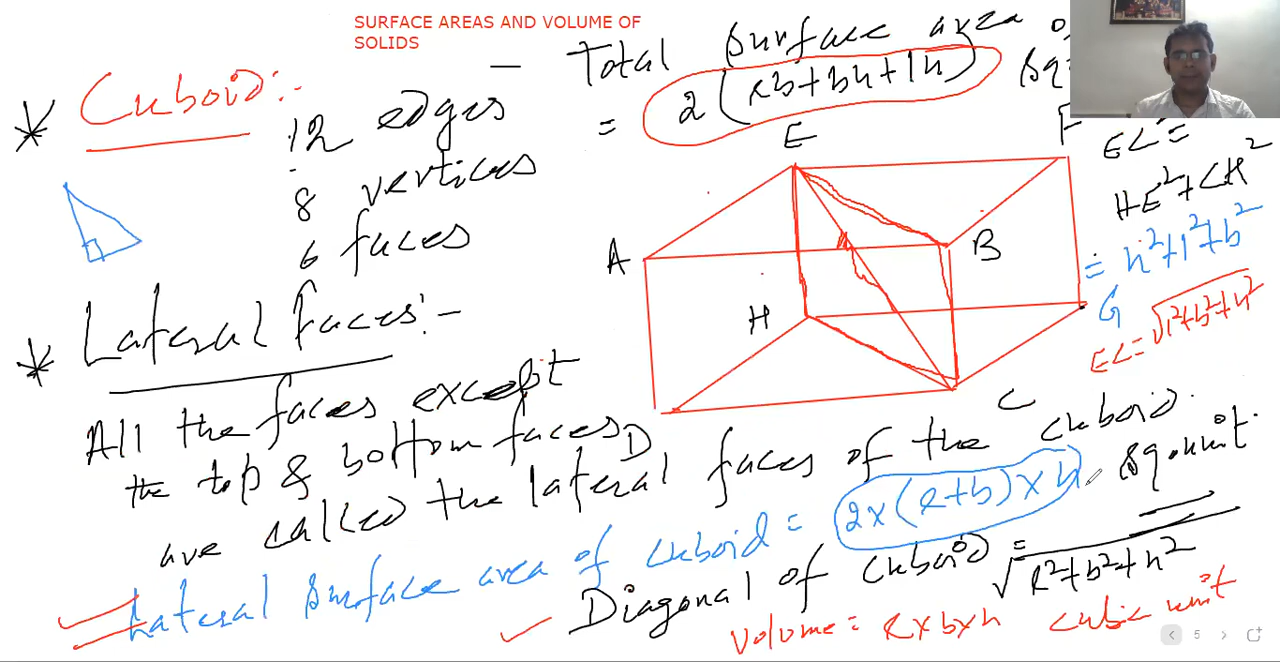 SURFACE AREAS AND VOLUME OF
SOLIDS
* Cuboid:-
12 edges
8 vertices
6 faces
* Lateral faces:-
All the faces except
the top & bottom faces
are called the lateral faces of the cuboid.
Lateral surface area of cuboid = 2×(l+b)×h sq. unit
Diagonal of cuboid = √l²+b²+h²
Volume = l×b×h cubic unit
- Total surface area
= 2(lb+bh+lh)
E
F
A
B
H
G
D
C
EC²=
HE²+CH²
= h²+l²+b²
EC=√l²+b²+h²
5